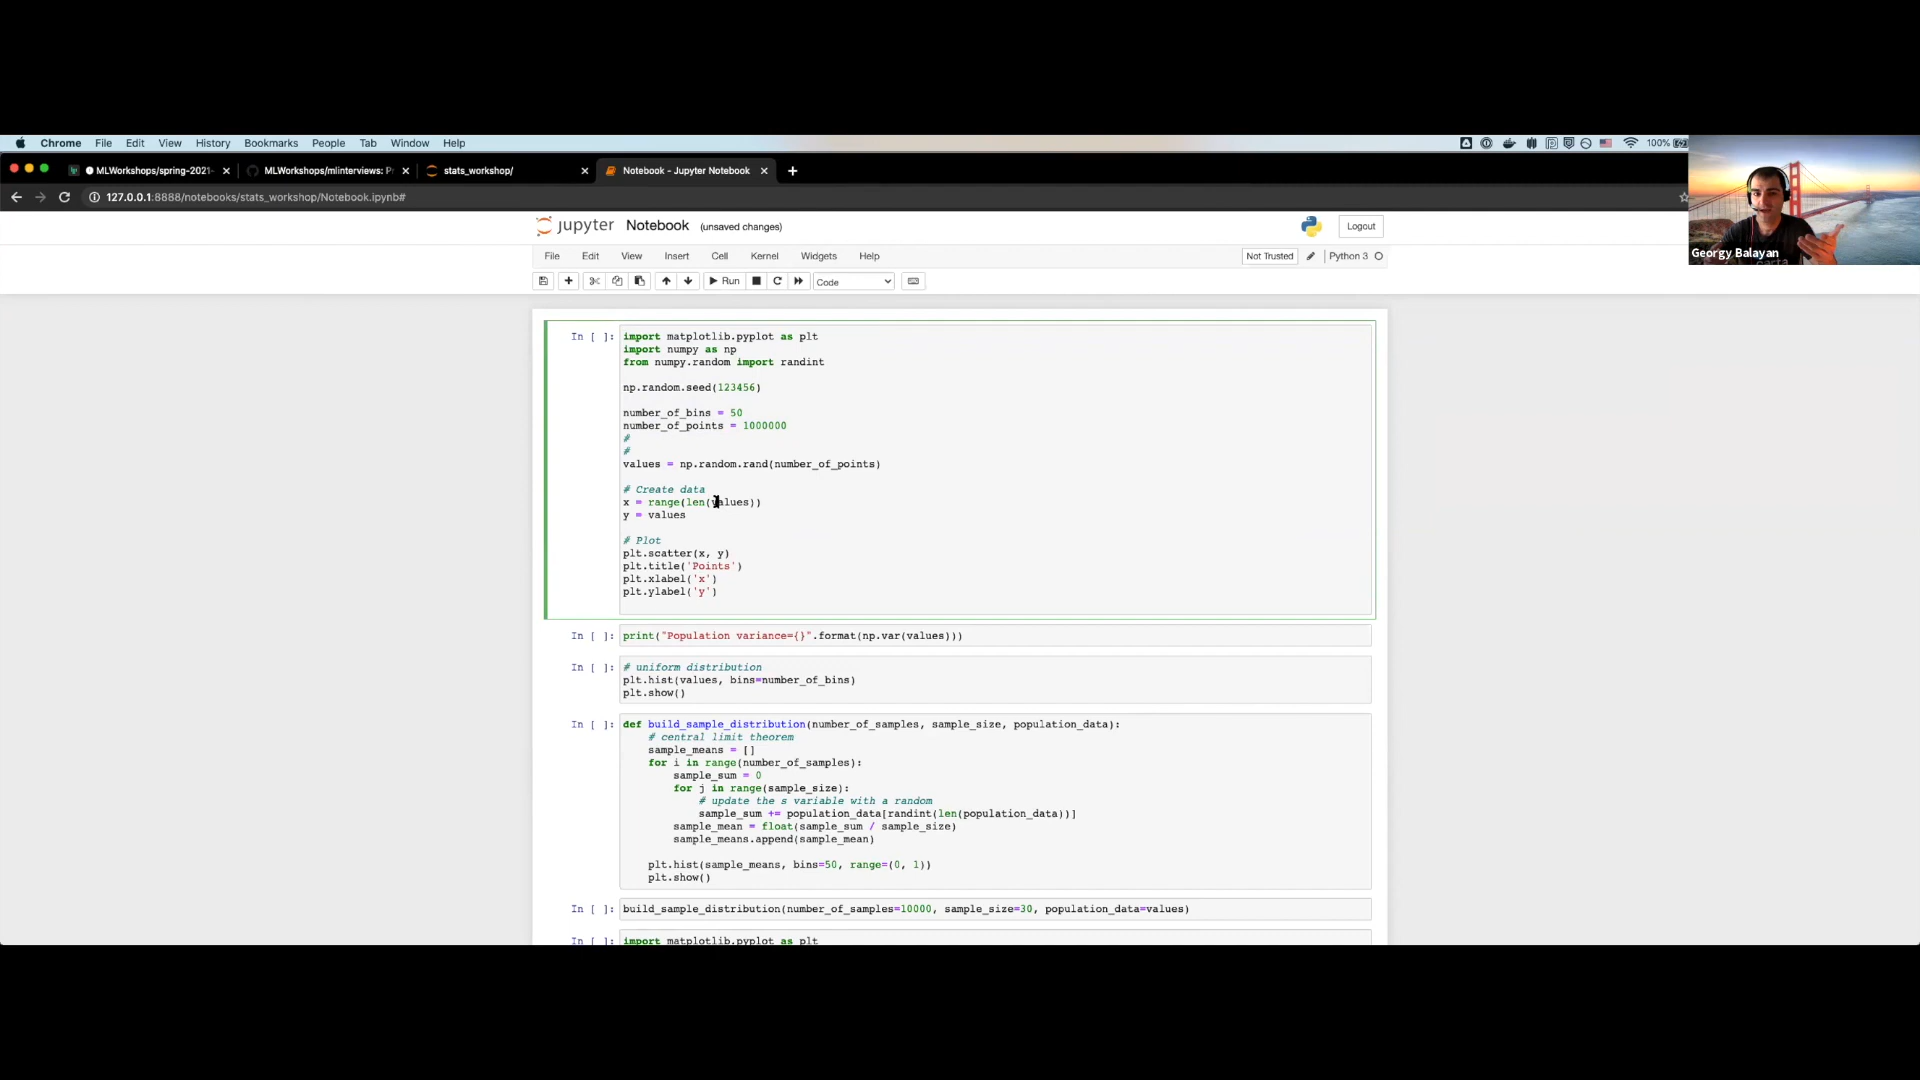 Chrome File Edit View History Bookmarks People Tab Window Help 100%
MLWorkshops/spring-2021- MLWorkshops/mlinterviews: Pr stats_workshop/ Notebook - Jupyter Notebook
127.0.0.1:8888/notebooks/stats_workshop/Notebook.ipynb#
jupyter Notebook (unsaved changes) Logout
Georgy Balayan
File Edit View Insert Cell Kernel Widgets Help Not Trusted Python 3
Run Code
In [ ]: import matplotlib.pyplot as plt
import numpy as np
from numpy.random import randint
np.random.seed(123456)
number_of_bins = 50
number_of_points = 1000000
#
#
values = np.random.rand(number_of_points)
# Create data
x = range(len(values))
y = values
# Plot
plt.scatter(x, y)
plt.title('Points')
plt.xlabel('x')
plt.ylabel('y')
In [ ]: print("Population variance={}".format(np.var(values)))
In [ ]: # uniform distribution
plt.hist(values, bins=number_of_bins)
plt.show()
In [ ]: def build_sample_distribution(number_of_samples, sample_size, population_data):
# central limit theorem
sample_means = []
for i in range(number_of_samples):
sample_sum = 0
for j in range(sample_size):
# update the s variable with a random
sample_sum += population_data[randint(len(population_data))]
sample_mean = float(sample_sum / sample_size)
sample_means.append(sample_mean)
plt.hist(sample_means, bins=50, range=(0, 1))
plt.show()
In [ ]: build_sample_distribution(number_of_samples=10000, sample_size=30, population_data=values)
In [ ]: import matplotlib.pyplot as plt